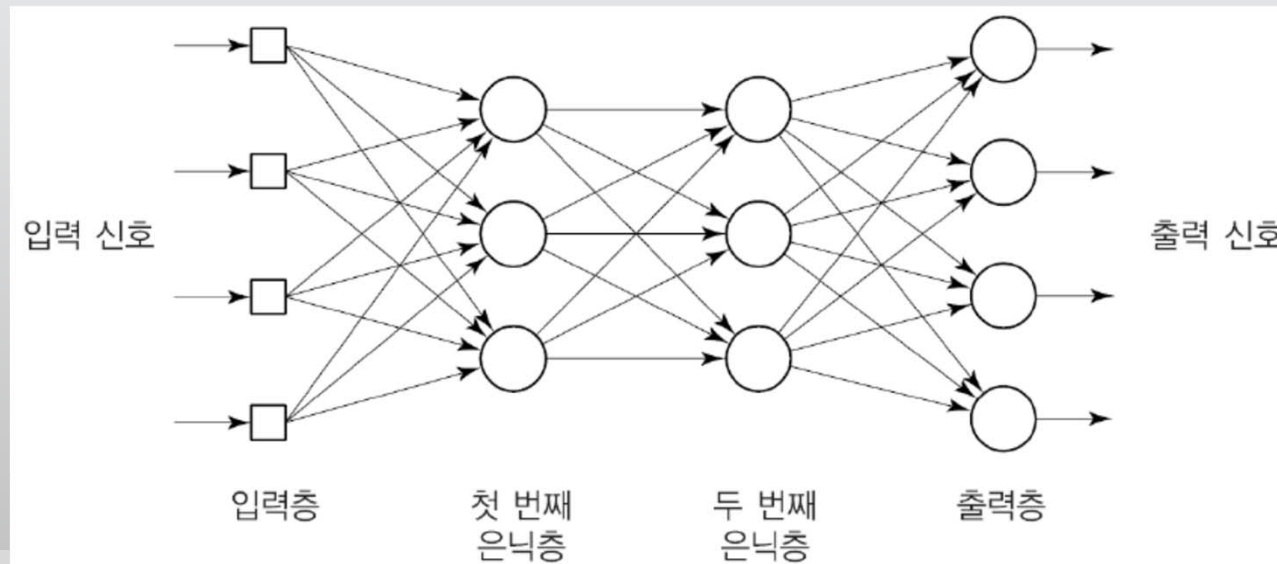 입력 신호
출력 신호
입력층
첫 번째
은닉층
두 번째
은닉층
출력층